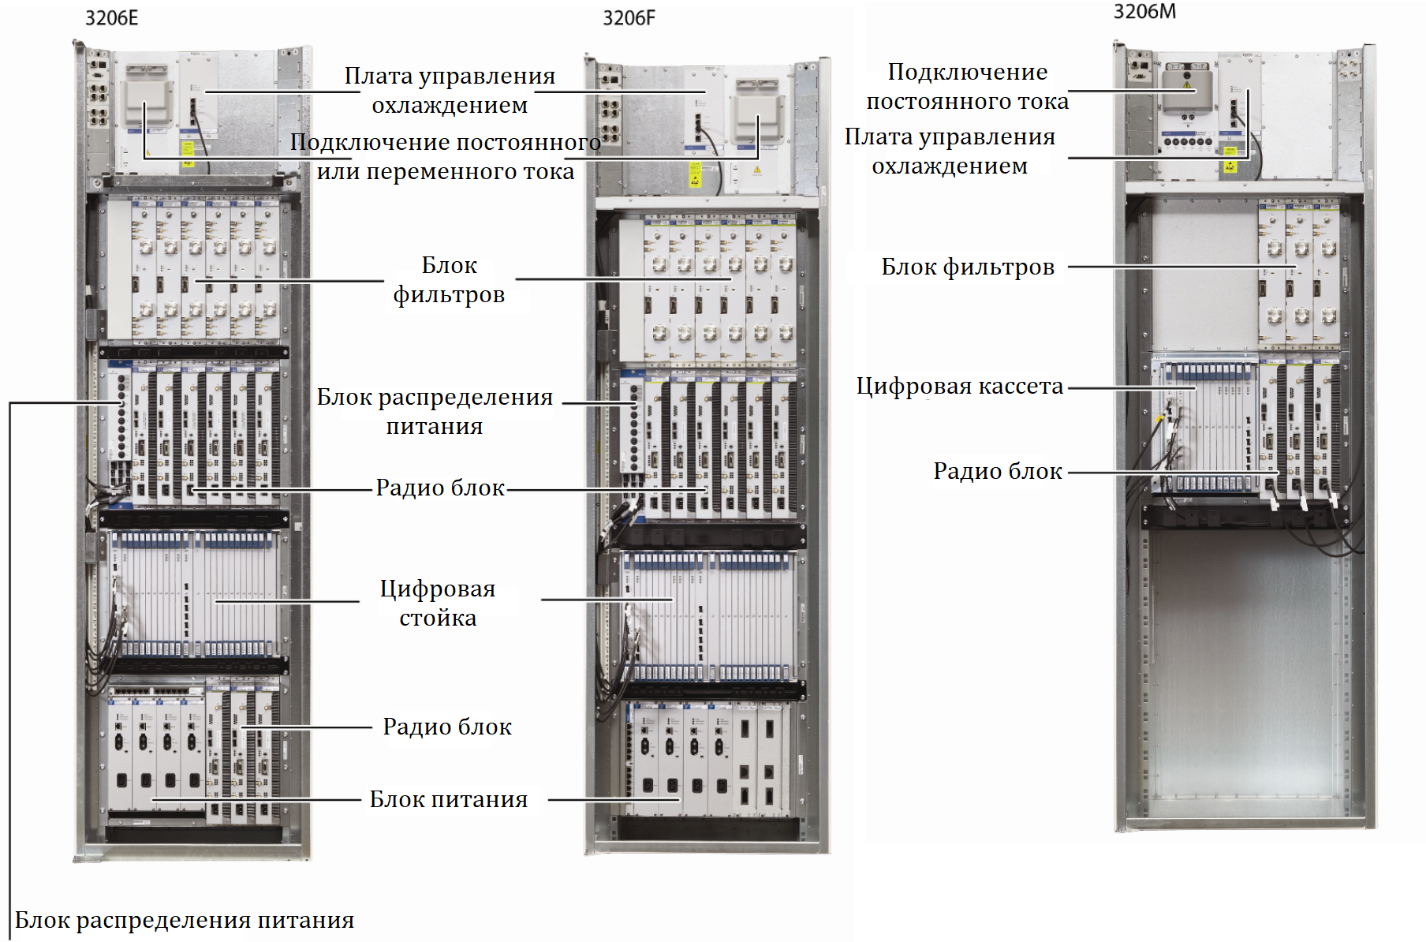 3206E
3206F
3206M
Плата управления
охлаждением
Подключение постоянного
или переменного тока
Блок
фильтров
Блок распределения
питания
Радио блок
Цифровая
стойка
Радио блок
Блок питания
Блок распределения питания
Подключение
постоянного тока
Плата управления
охлаждением
Блок фильтров
Цифровая кассета
Радио блок